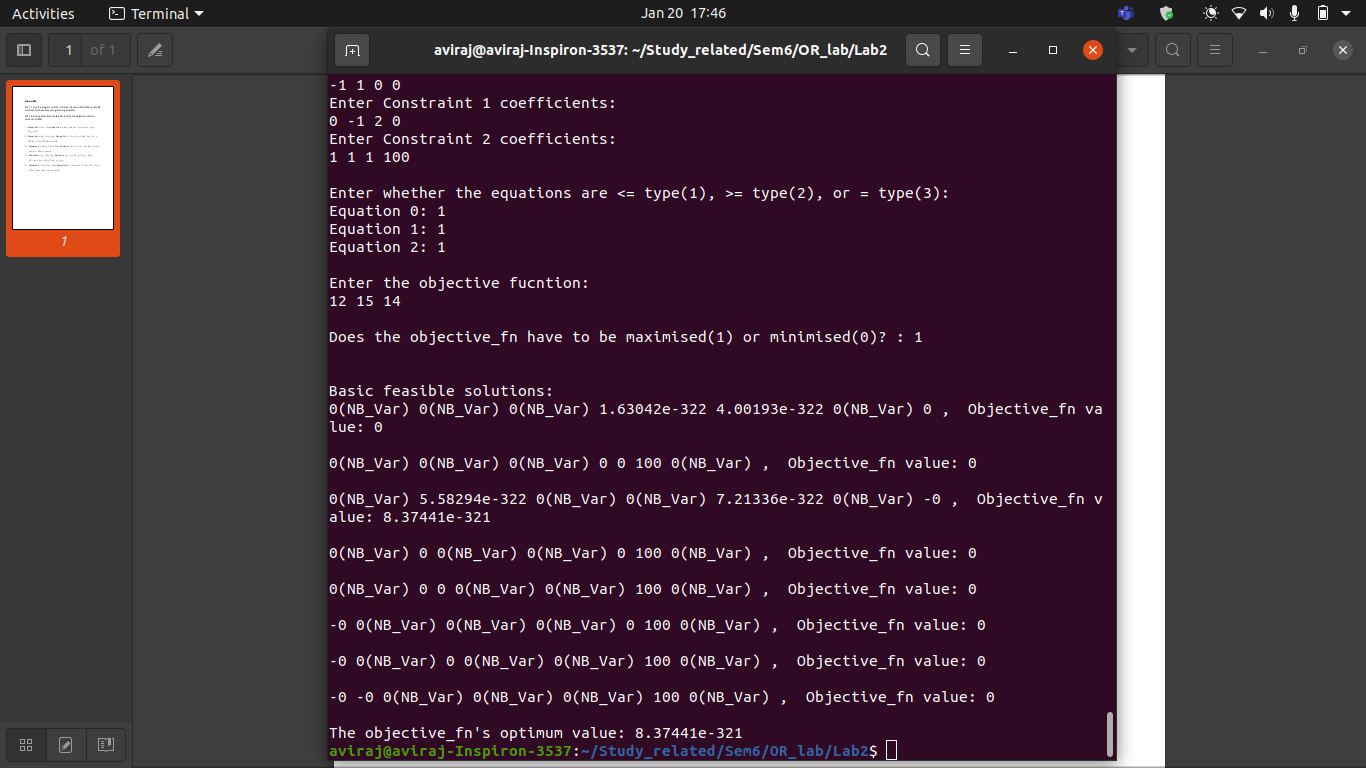 Activities
Terminal
Jan 20 17:46
1 of 1
aviraj@aviraj-Inspiron-3537: ~/Study_related/Sem6/OR_lab/Lab2
-1 1 0 0
Enter Constraint 1 coefficients:
0 -1 2 0
Enter Constraint 2 coefficients:
1 1 1 100
Enter whether the equations are <= type(1), >= type(2), or = type(3):
Equation 0: 1
Equation 1: 1
Equation 2: 1
Enter the objective fucntion:
12 15 14
Does the objective_fn have to be maximised(1) or minimised(0)? : 1
Basic feasible solutions:
0(NB_Var) 0(NB_Var) 0(NB_Var) 1.63042e-322 4.00193e-322 0(NB_Var) 0 ,  Objective_fn va
lue: 0
0(NB_Var) 0(NB_Var) 0(NB_Var) 0 0 100 0(NB_Var) ,  Objective_fn value: 0
0(NB_Var) 5.58294e-322 0(NB_Var) 0(NB_Var) 7.21336e-322 0(NB_Var) -0 ,  Objective_fn v
alue: 8.37441e-321
0(NB_Var) 0 0(NB_Var) 0(NB_Var) 0 100 0(NB_Var) ,  Objective_fn value: 0
0(NB_Var) 0 0 0(NB_Var) 0(NB_Var) 100 0(NB_Var) ,  Objective_fn value: 0
-0 0(NB_Var) 0(NB_Var) 0(NB_Var) 0 100 0(NB_Var) ,  Objective_fn value: 0
-0 0(NB_Var) 0 0(NB_Var) 0(NB_Var) 100 0(NB_Var) ,  Objective_fn value: 0
-0 -0 0(NB_Var) 0(NB_Var) 0(NB_Var) 100 0(NB_Var) ,  Objective_fn value: 0
The objective_fn's optimum value: 8.37441e-321
aviraj@aviraj-Inspiron-3537:~/Study_related/Sem6/OR_lab/Lab2$
1